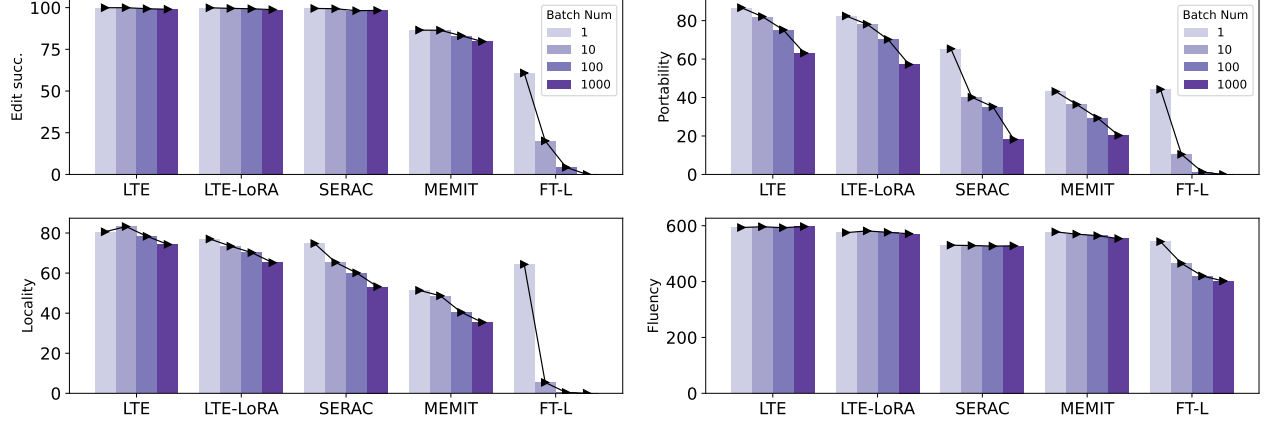 Edit succ.
100
75
50
25
0
Batch Num
1
10
100
1000
LTE
LTE-LoRA
SERAC
MEMIT
FT-L
Portability
80
60
40
20
0
Batch Num
1
10
100
1000
LTE
LTE-LoRA
SERAC
MEMIT
FT-L
Locality
80
60
40
20
0
LTE
LTE-LoRA
SERAC
MEMIT
FT-L
Fluency
600
400
200
0
LTE
LTE-LoRA
SERAC
MEMIT
FT-L